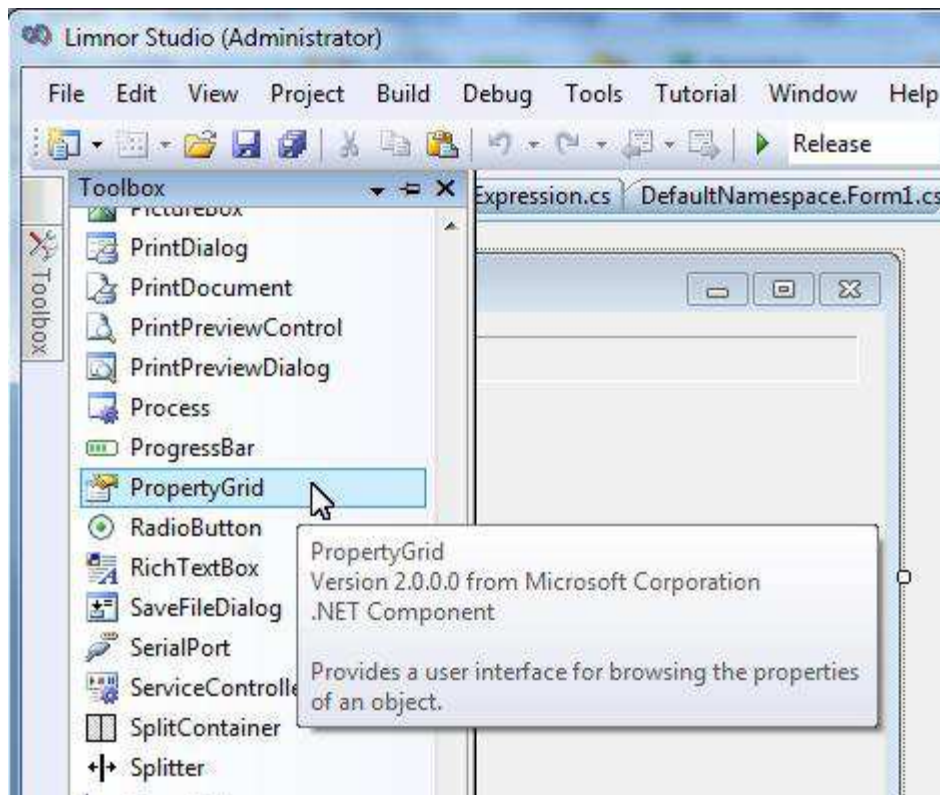 Limnor Studio (Administrator)
File Edit View Project Build Debug Tools Tutorial Window Help
Release
Toolbox
Expression.cs DefaultNamespace.Form1.cs
Toolbox
PictureBox
PrintDialog
PrintDocument
PrintPreviewControl
PrintPreviewDialog
Process
ProgressBar
PropertyGrid
RadioButton
RichTextBox
SaveFileDialog
SerialPort
ServiceControlle
SplitContainer
Splitter
PropertyGrid
Version 2.0.0.0 from Microsoft Corporation
.NET Component
Provides a user interface for browsing the properties
of an object.